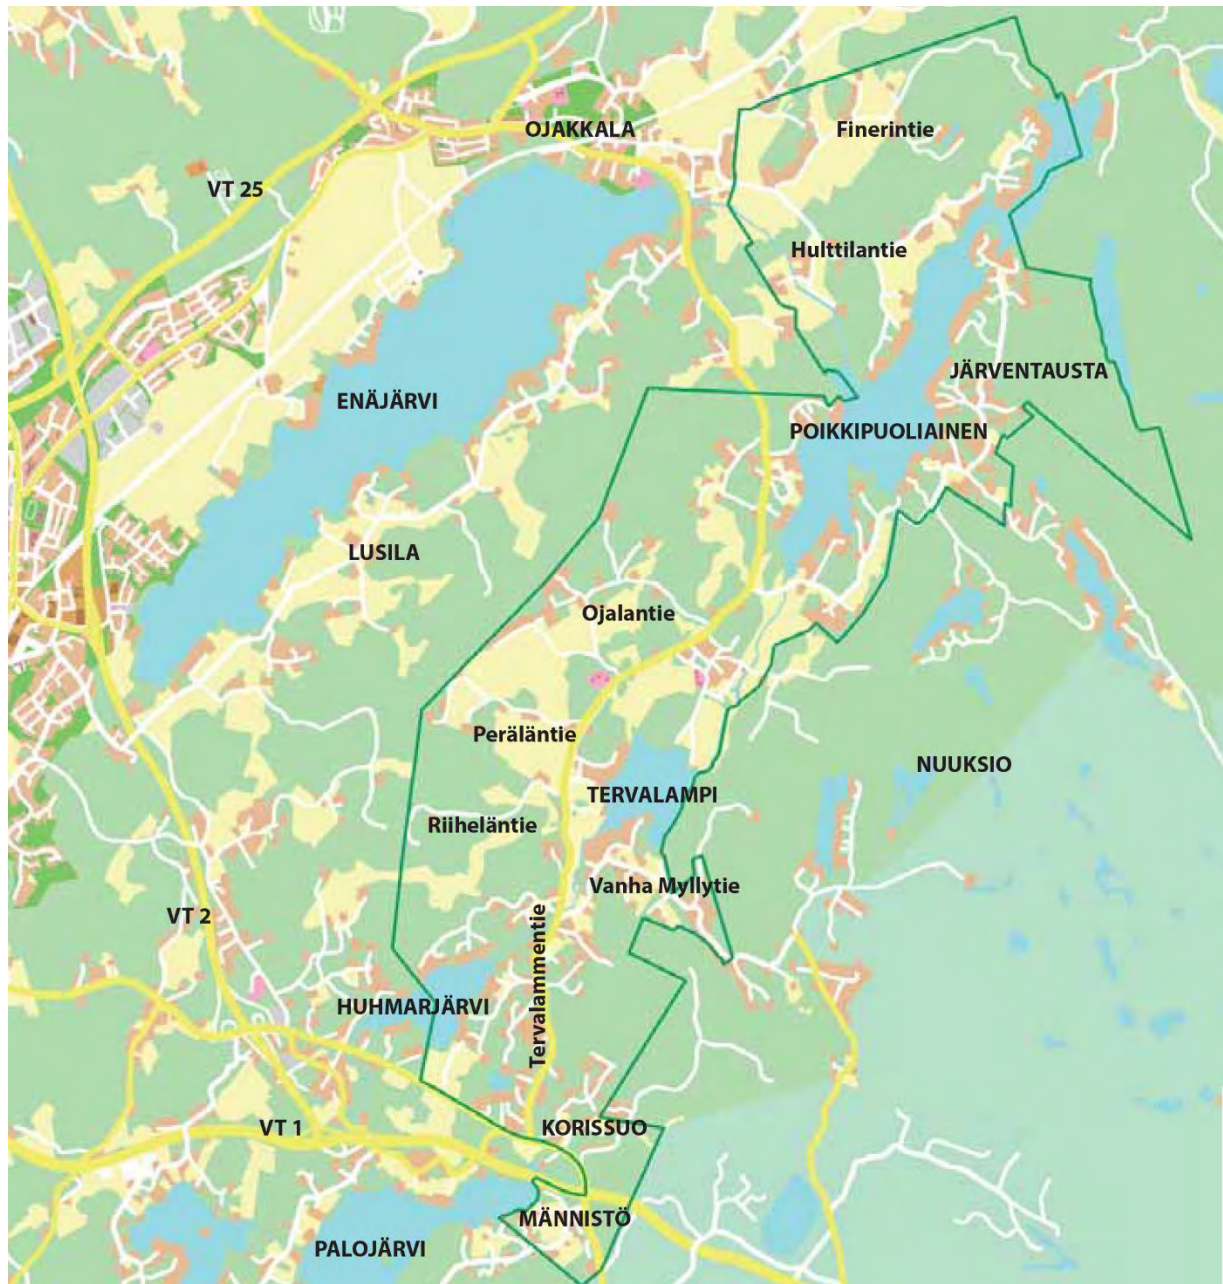 OJAKKALA
Finerintie
VT 25
Hulttilantie
JÄRVENTAUSTA
ENÄJÄRVI
POIKKIPUOLIAINEN
LUSILA
Ojalantie
Peräläntie
NUUKSIO
TERVALAMPI
Riiheläntie
Vanha Myllytie
VT 2
Tervalammentie
HUHMARJÄRVI
VT 1
KORISSUO
MÄNNISTÖ
PALOJÄRVI